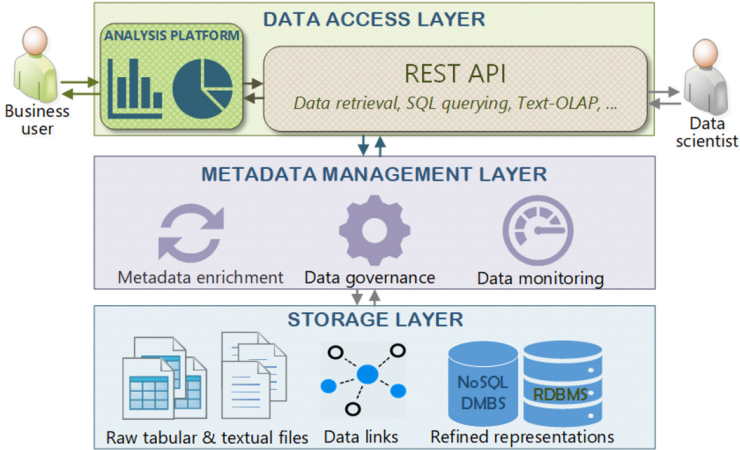 DATA ACCESS LAYER
ANALYSIS PLATFORM
REST API
Data retrieval, SQL querying, Text-OLAP, ...
Business
user
Data
scientist
METADATA MANAGEMENT LAYER
Metadata enrichment
Data governance
Data monitoring
STORAGE LAYER
NoSQL
DMBS
RDBMS
Raw tabular & textual files
Data links
Refined representations